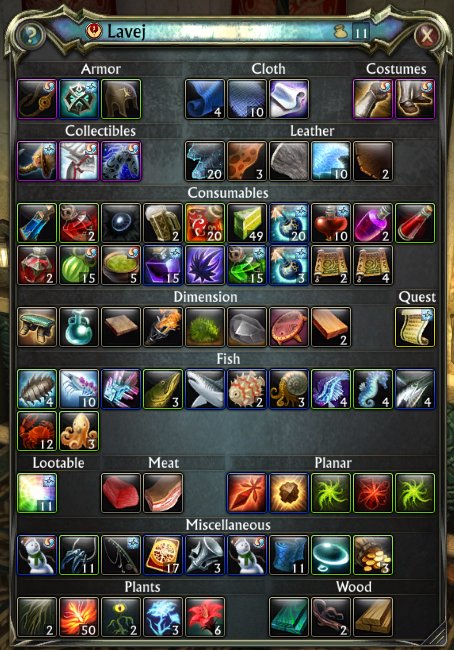 ? Lavej 11 X
Armor Cloth Costumes
4 10
Collectibles Leather
20 3 10 2
Consumables
4 2 2 20 49 20 10 2
2 15 5 15 15 3 2 4
Dimension Quest
2
Fish
4 10 4 3 2 3 4 4 4
12 3
Lootable Meat Planar
11
Miscellaneous
11 17 11 3
Plants Wood
2 50 2 3 6 2